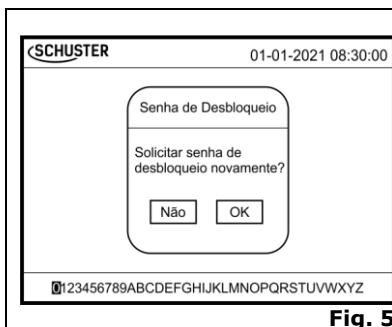 SCHUSTER
01-01-2021 08:30:00
Senha de Desbloqueio
Solicitar senha de
desbloqueio novamente?
Não OK
0123456789ABCDEFGHIJKLMNOPQRSTUVWXYZ
Fig. 5